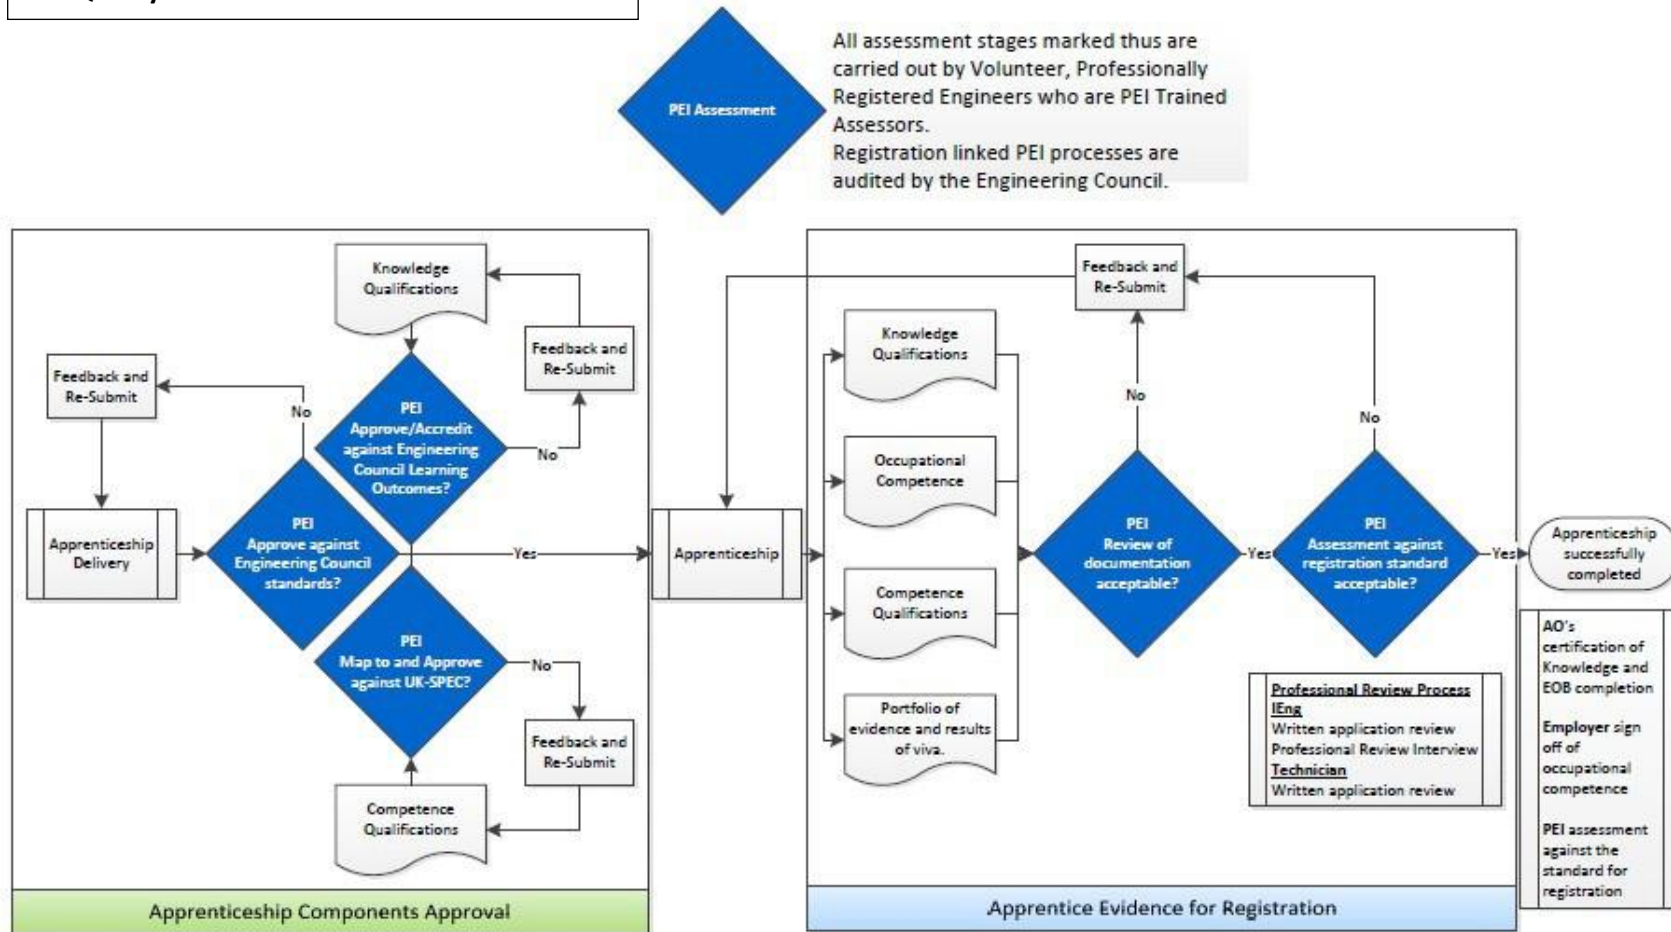 PEI Assessment
All assessment stages marked thus are
carried out by Volunteer, Professionally
Registered Engineers who are PEI Trained
Assessors.
Registration linked PEI processes are
audited by the Engineering Council.
Knowledge
Qualifications
Feedback and
Re-Submit
Feedback and
Re-Submit
No
PEI
Approve/Accredit
against Engineering
Council Learning
Outcomes?
No
Apprenticeship
Delivery
PEI
Approve against
Engineering Council
standards?
Yes
PEI
Map to and Approve
against UK-SPEC?
No
Feedback and
Re-Submit
Competence
Qualifications
Apprenticeship Components Approval
Apprenticeship
Feedback and
Re-Submit
Knowledge
Qualifications
Occupational
Competence
Competence
Qualifications
Portfolio of
evidence and results
of viva.
No
No
PEI
Review of
documentation
acceptable?
Yes
PEI
Assessment against
registration standard
acceptable?
Yes
Apprenticeship
successfully
completed
Professional Review Process
IEng
Written application review
Professional Review Interview
Technician
Written application review
AO's
certification of
Knowledge and
EOB completion
Employer sign
off of
occupational
competence
PEI assessment
against the
standard for
registration
Apprentice Evidence for Registration